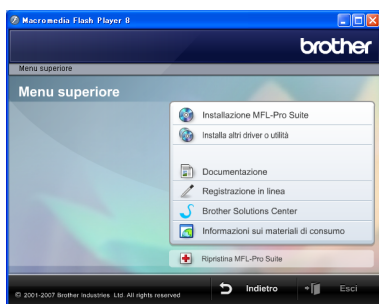 Macromedia Flash Player 8
brother
Menu superiore
Menu superiore
Installazione MFL-Pro Suite
Installa altri driver o utilità
Documentazione
Registrazione in linea
Brother Solutions Center
Informazioni sui materiali di consumo
Ripristina MFL-Pro Suite
© 2001-2007 Brother Industries Ltd. All rights reserved
Indietro
Esci